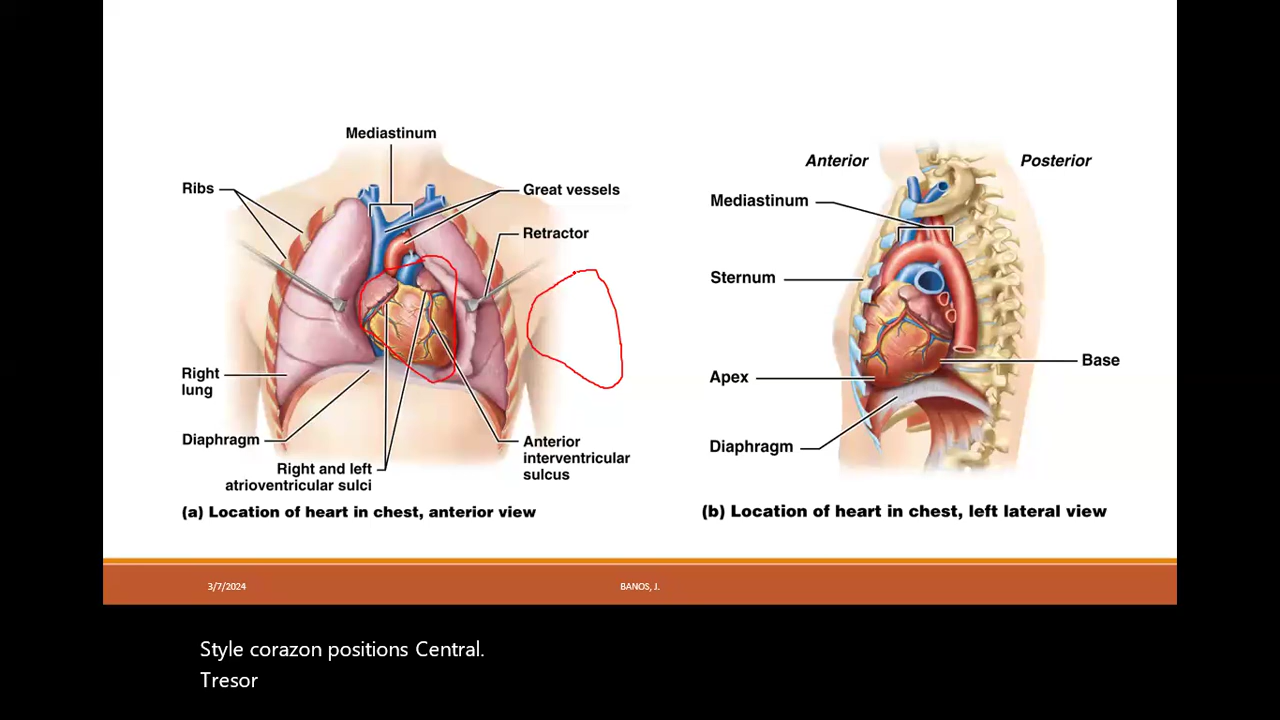 Mediastinum
Ribs
Great vessels
Retractor
Right
lung
Diaphragm
Right and left
atrioventricular sulci
Anterior
interventricular
sulcus
(a) Location of heart in chest, anterior view
Anterior
Posterior
Mediastinum
Sternum
Apex
Base
Diaphragm
(b) Location of heart in chest, left lateral view
3/7/2024
BANOS, J.
Style corazon positions Central.
Tresor